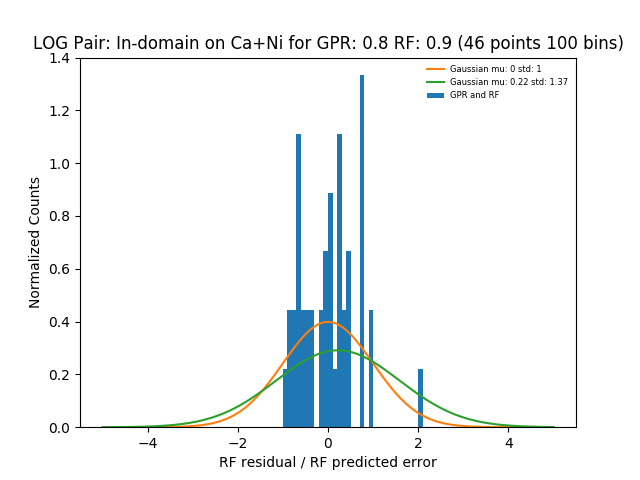 LOG Pair: In-domain on Ca+Ni for GPR: 0.8 RF: 0.9 (46 points 100 bins)
Gaussian mu: 0 std: 1
Gaussian mu: 0.22 std: 1.37
GPR and RF
Normalized Counts
1.4
1.2
1.0
0.8
0.6
0.4
0.2
0.0
−4 −2 0 2 4
RF residual / RF predicted error